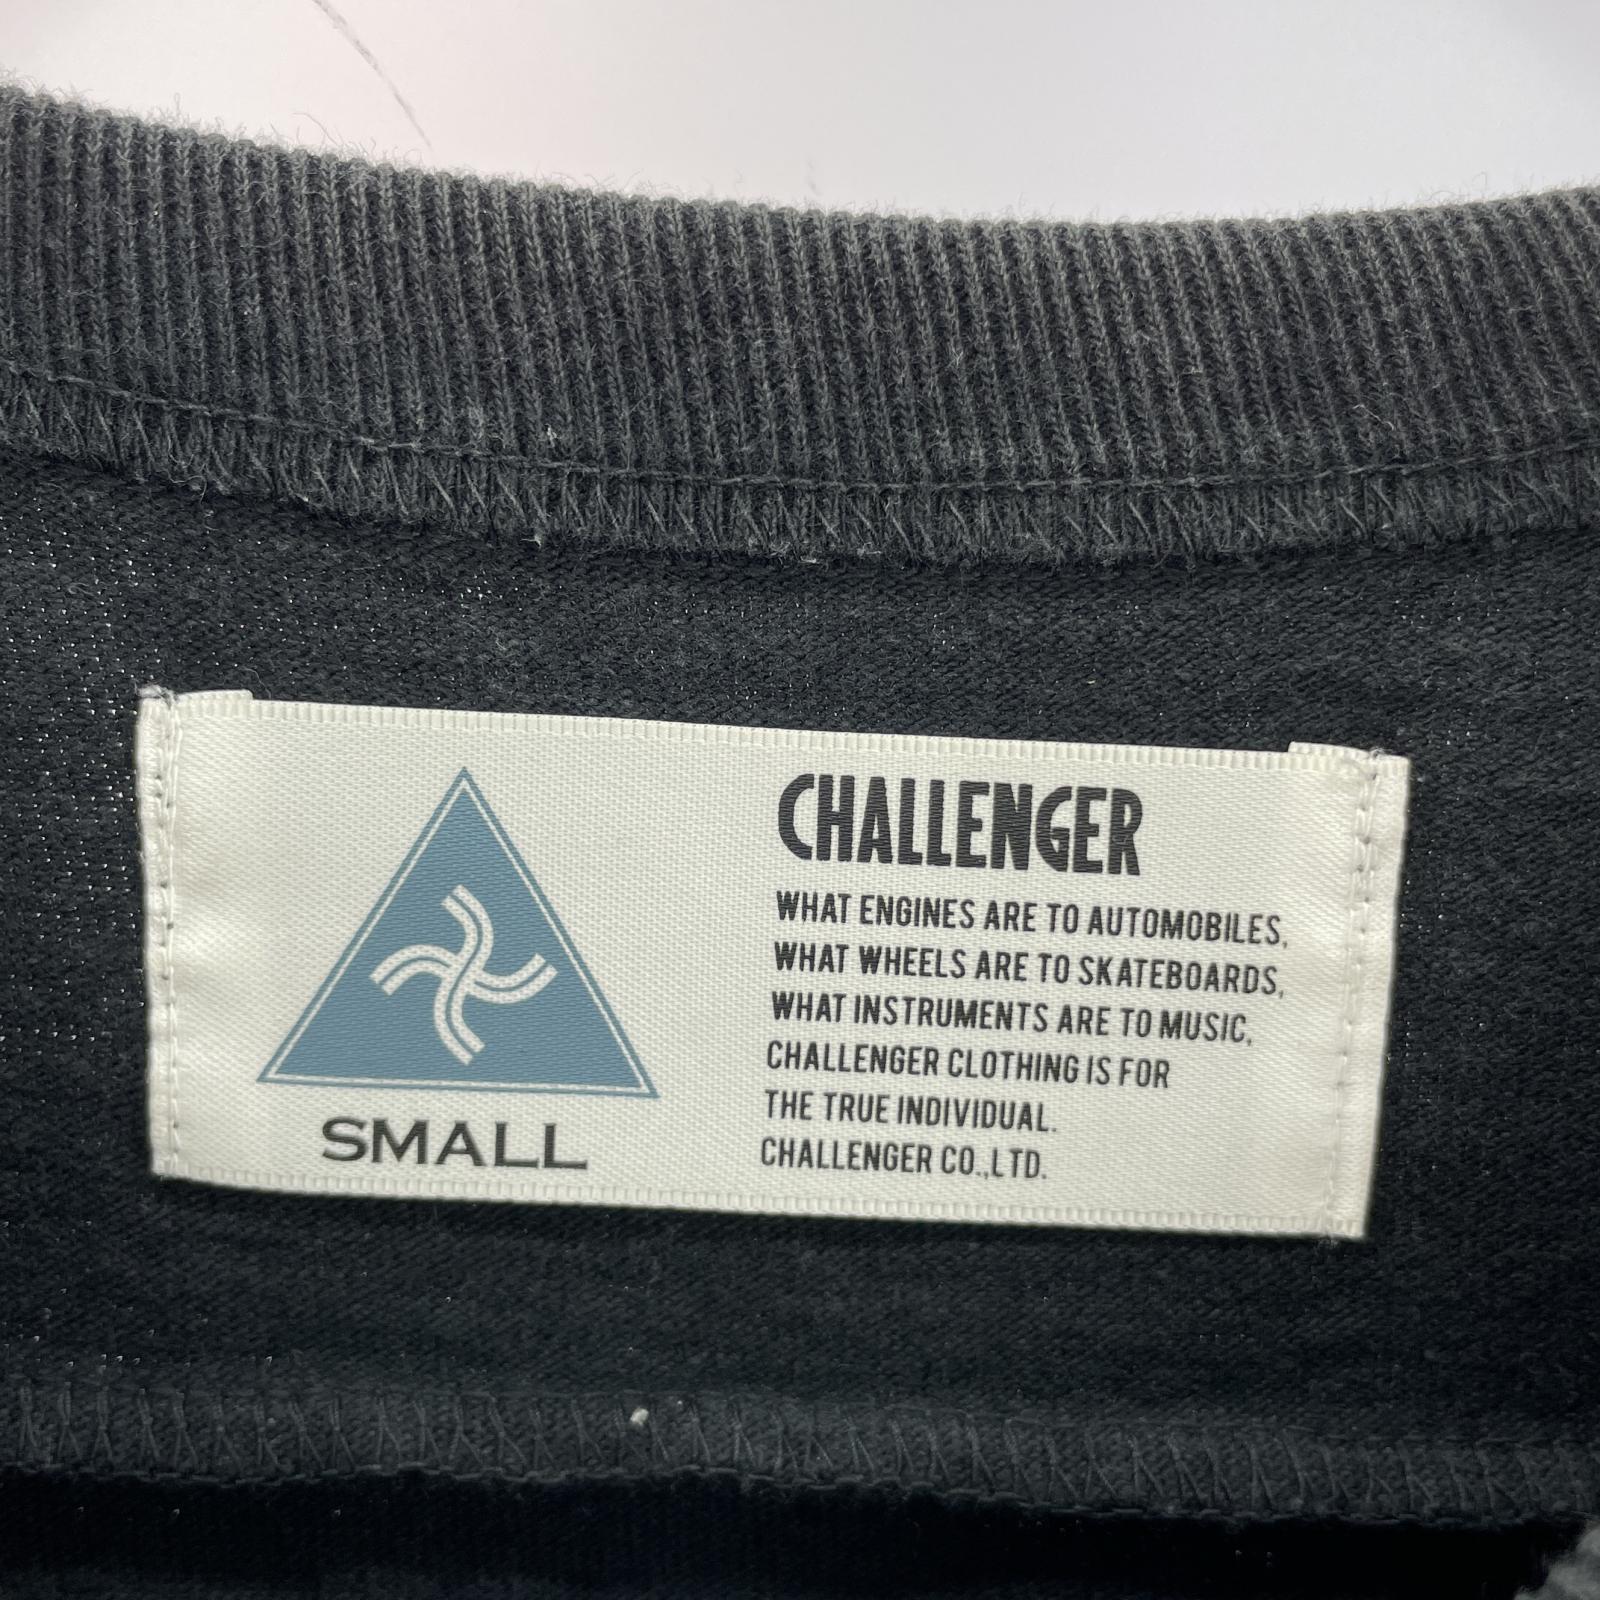 CHALLENGER
WHAT ENGINES ARE TO AUTOMOBILES,
WHAT WHEELS ARE TO SKATEBOARDS,
WHAT INSTRUMENTS ARE TO MUSIC,
CHALLENGER CLOTHING IS FOR
THE TRUE INDIVIDUAL.
CHALLENGER CO.,LTD.
SMALL